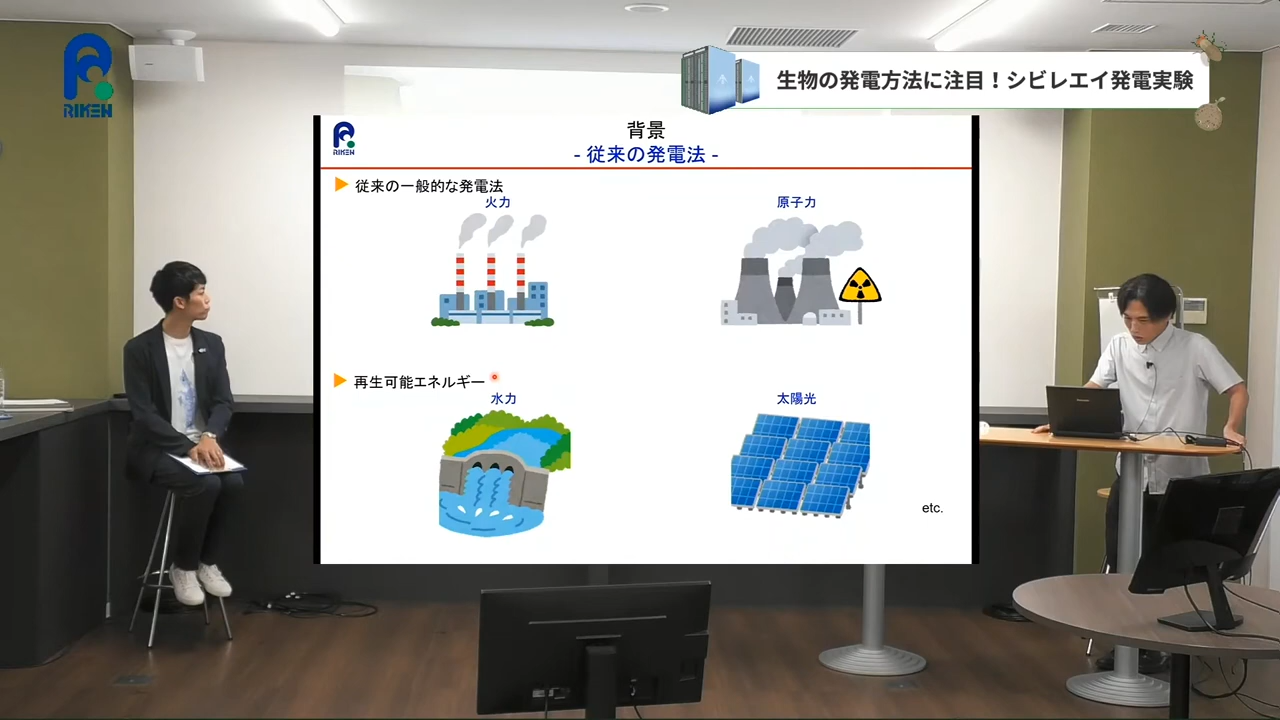 RIKEN
生物の発電方法に注目！シビレエイ発電実験
RIKEN
背景
- 従来の発電法 -
従来の一般的な発電法
火力
原子力
再生可能エネルギー
水力
太陽光
etc.